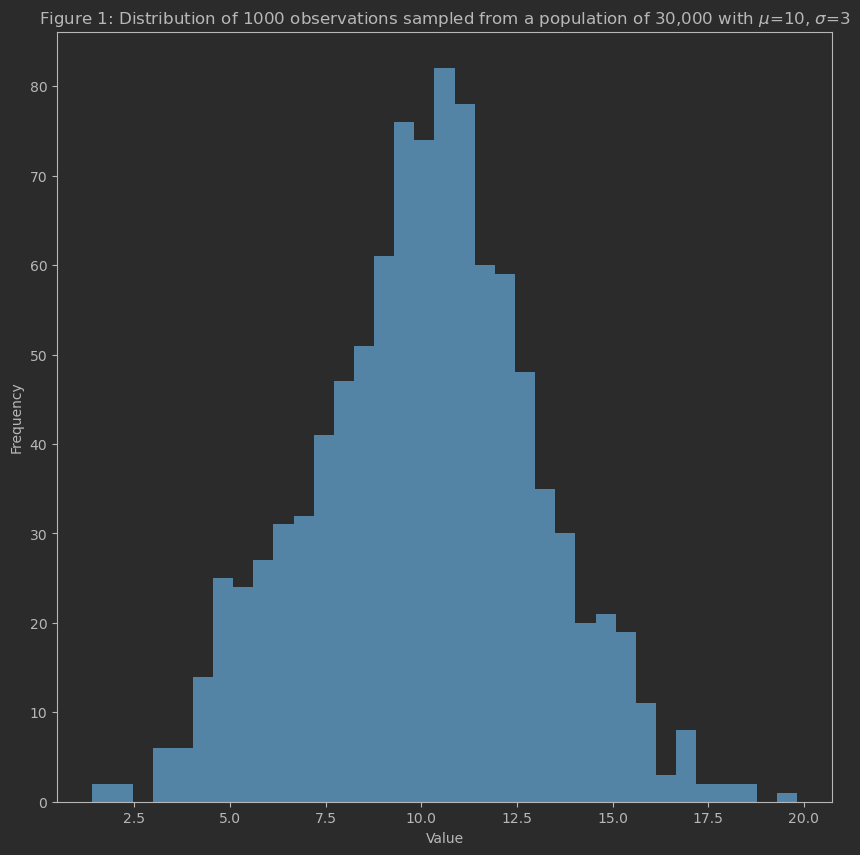 Figure 1: Distribution of 1000 observations sampled from a population of 30,000 with μ=10, σ=3
80
70
60
50
40
30
20
10
0
Frequency
2.5 5.0 7.5 10.0 12.5 15.0 17.5 20.0
Value